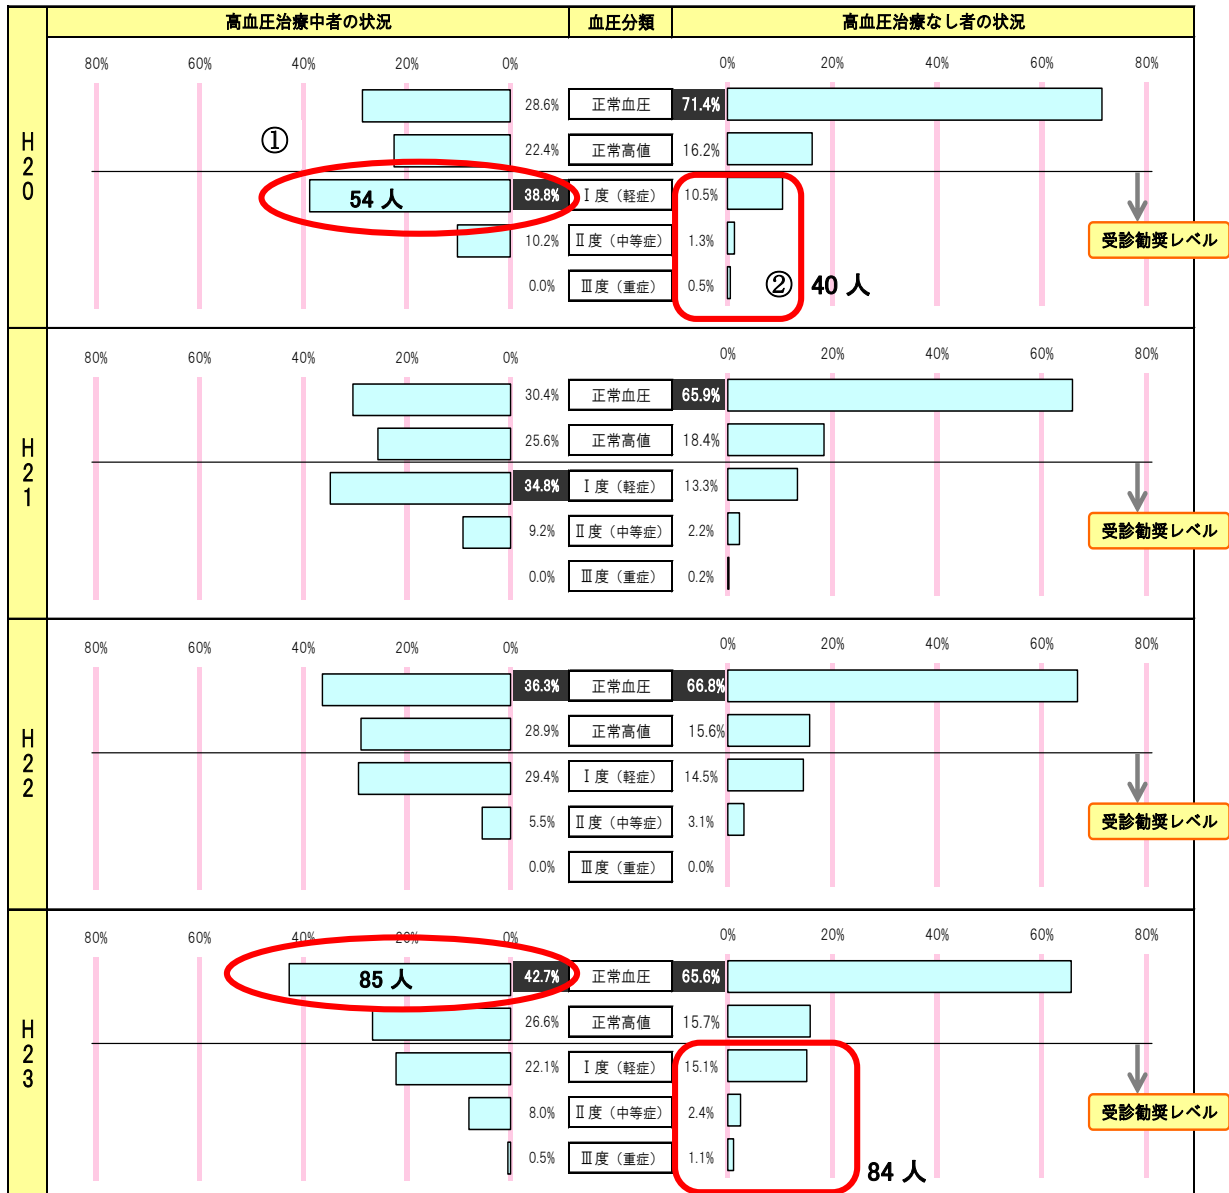 高血圧治療中者の状況 血圧分類 高血圧治療なし者の状況
H20
80% 60% 40% 20% 0% 0% 20% 40% 60% 80%
28.6% 正常血圧 71.4%
①
22.4% 正常高値 16.2%
54 人 38.8% Ⅰ度（軽症） 10.5%
10.2% Ⅱ度（中等症） 1.3% 受診勧奨レベル
0.0% Ⅲ度（重症） 0.5% ② 40 人
H21
80% 60% 40% 20% 0% 0% 20% 40% 60% 80%
30.4% 正常血圧 65.9%
25.6% 正常高値 18.4%
34.8% Ⅰ度（軽症） 13.3%
9.2% Ⅱ度（中等症） 2.2% 受診勧奨レベル
0.0% Ⅲ度（重症） 0.2%
H22
80% 60% 40% 20% 0% 0% 20% 40% 60% 80%
36.3% 正常血圧 66.8%
28.9% 正常高値 15.6%
29.4% Ⅰ度（軽症） 14.5%
5.5% Ⅱ度（中等症） 3.1% 受診勧奨レベル
0.0% Ⅲ度（重症） 0.0%
H23
80% 60% 40% 20% 0% 0% 20% 40% 60% 80%
85 人 42.7% 正常血圧 65.6%
26.6% 正常高値 15.7%
22.1% Ⅰ度（軽症） 15.1%
8.0% Ⅱ度（中等症） 2.4% 受診勧奨レベル
0.5% Ⅲ度（重症） 1.1%
84 人